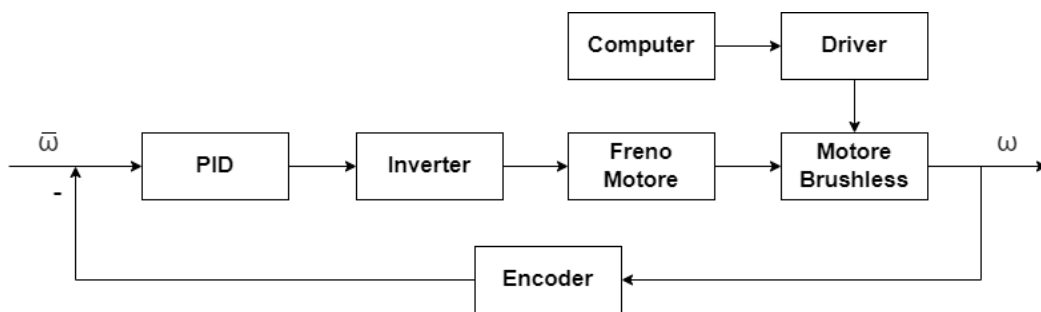 Computer
Driver
ω̅
PID
Inverter
Freno
Motore
Motore
Brushless
ω
-
Encoder